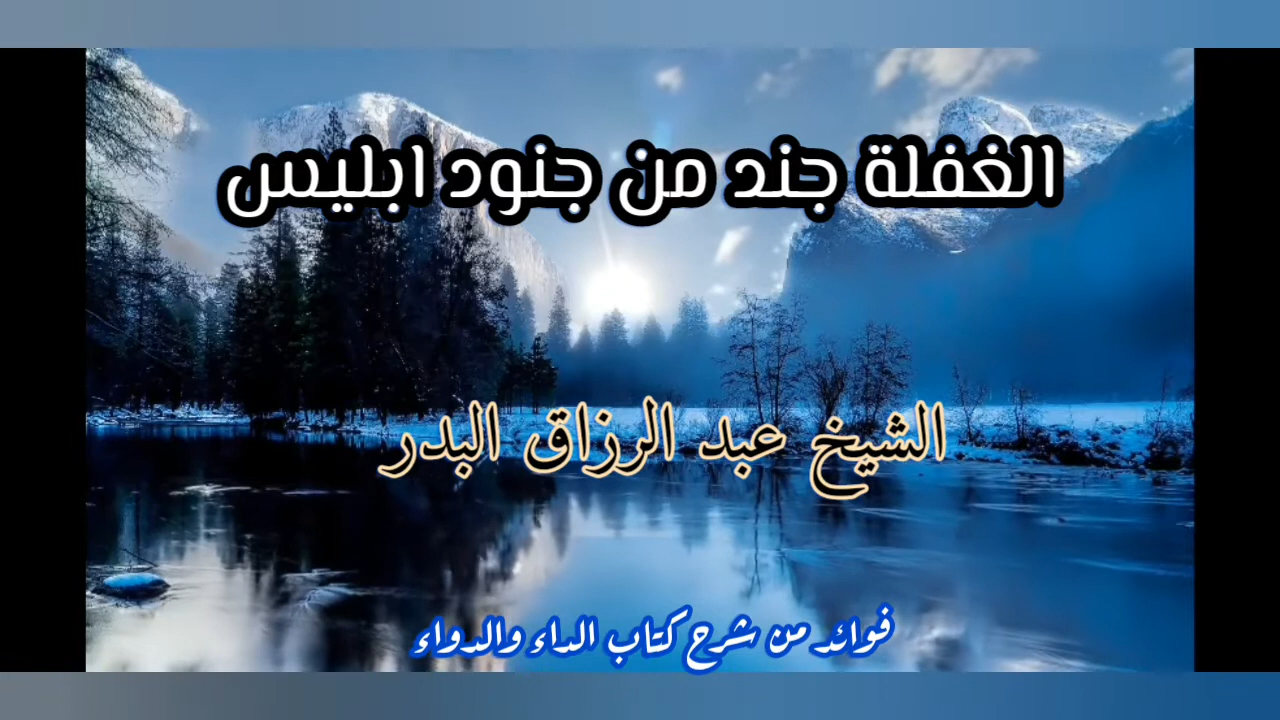 الغفلة جند من جنود ابليس
الشيخ عبد الرزاق البدر
فوائد من شرح كتاب الداء والدواء